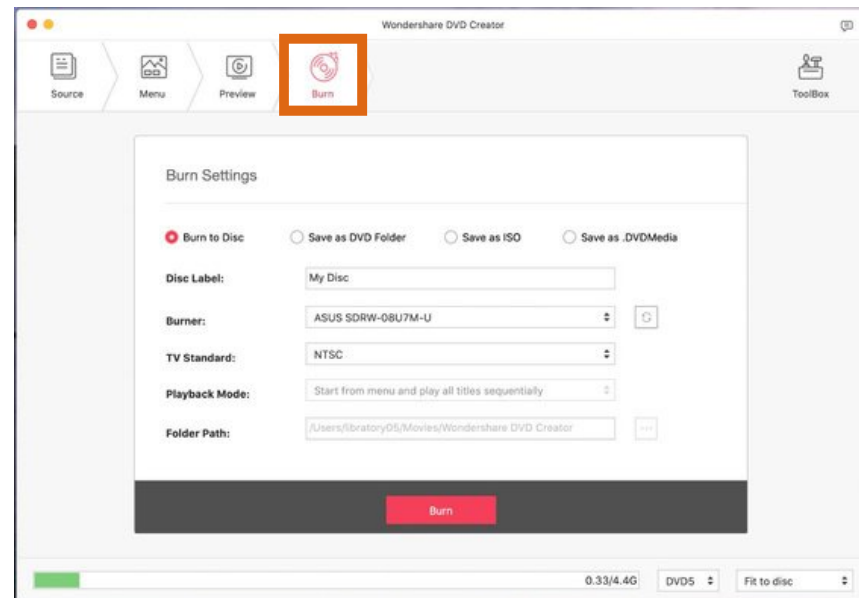 Wondershare DVD Creator
Source Menu Preview Burn ToolBox
Burn Settings
Burn to Disc Save as DVD Folder Save as ISO Save as .DVDMedia
Disc Label: My Disc
Burner: ASUS SDRW-08U7M-U
TV Standard: NTSC
Playback Mode: Start from menu and play all titles sequentially
Folder Path: /Users/libratory05/Movies/Wondershare DVD Creator
Burn
0.33/4.4G DVD5 Fit to disc